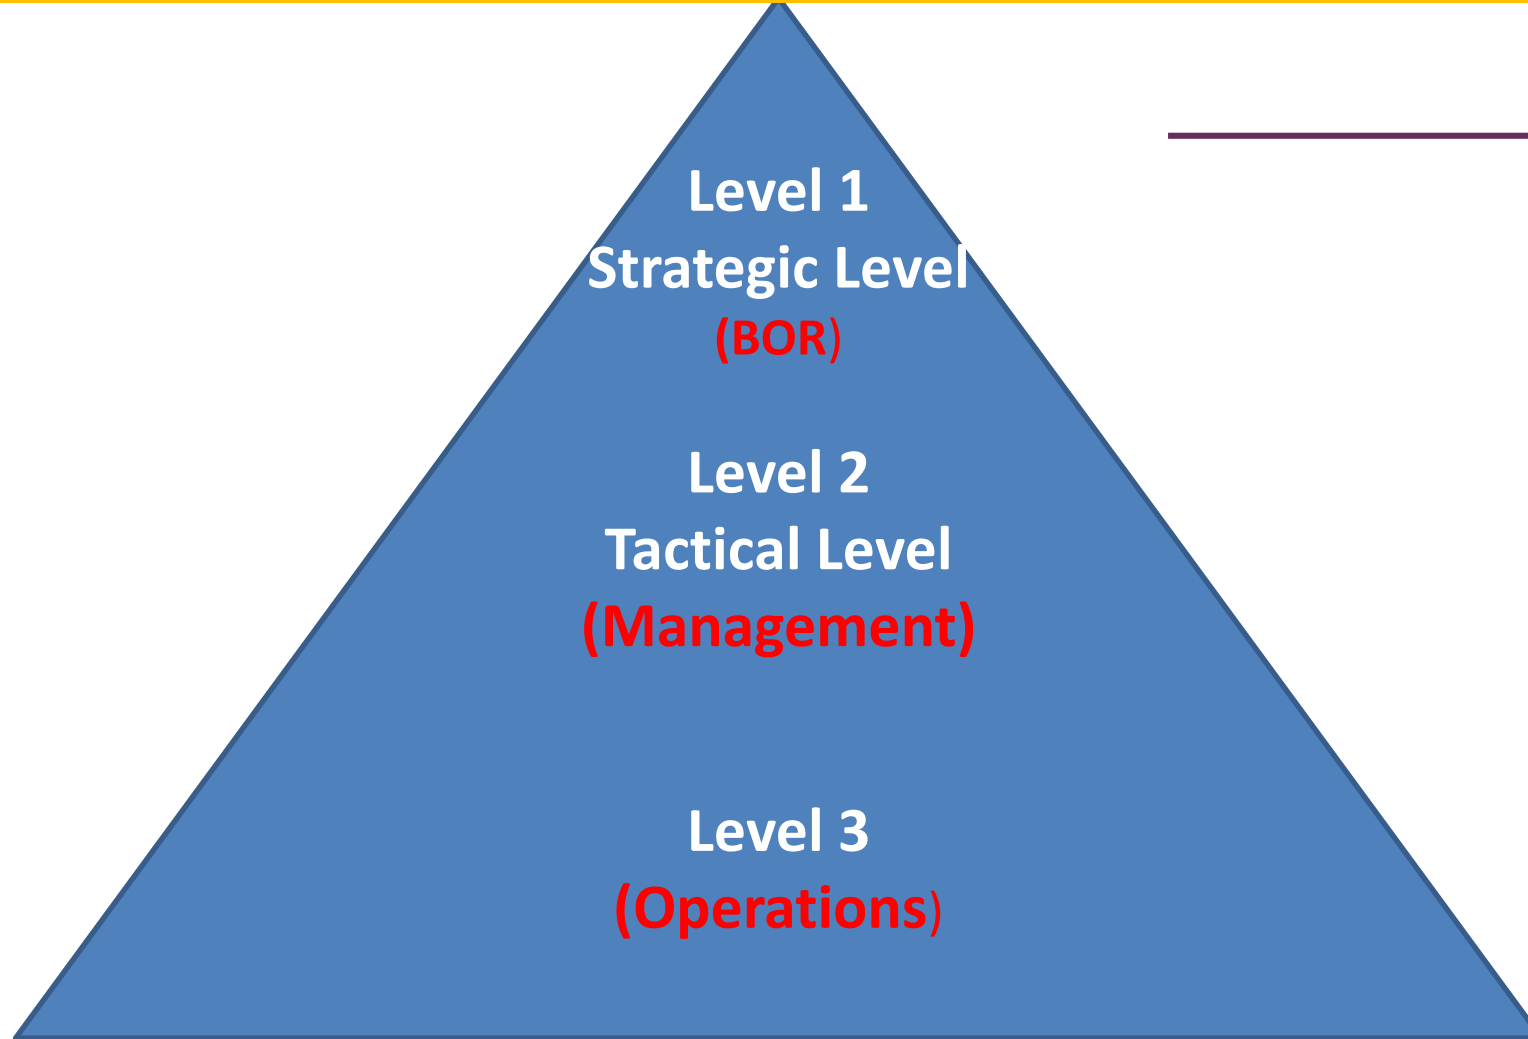 Level 1
Strategic Level
(BOR)
Level 2
Tactical Level
(Management)
Level 3
(Operations)